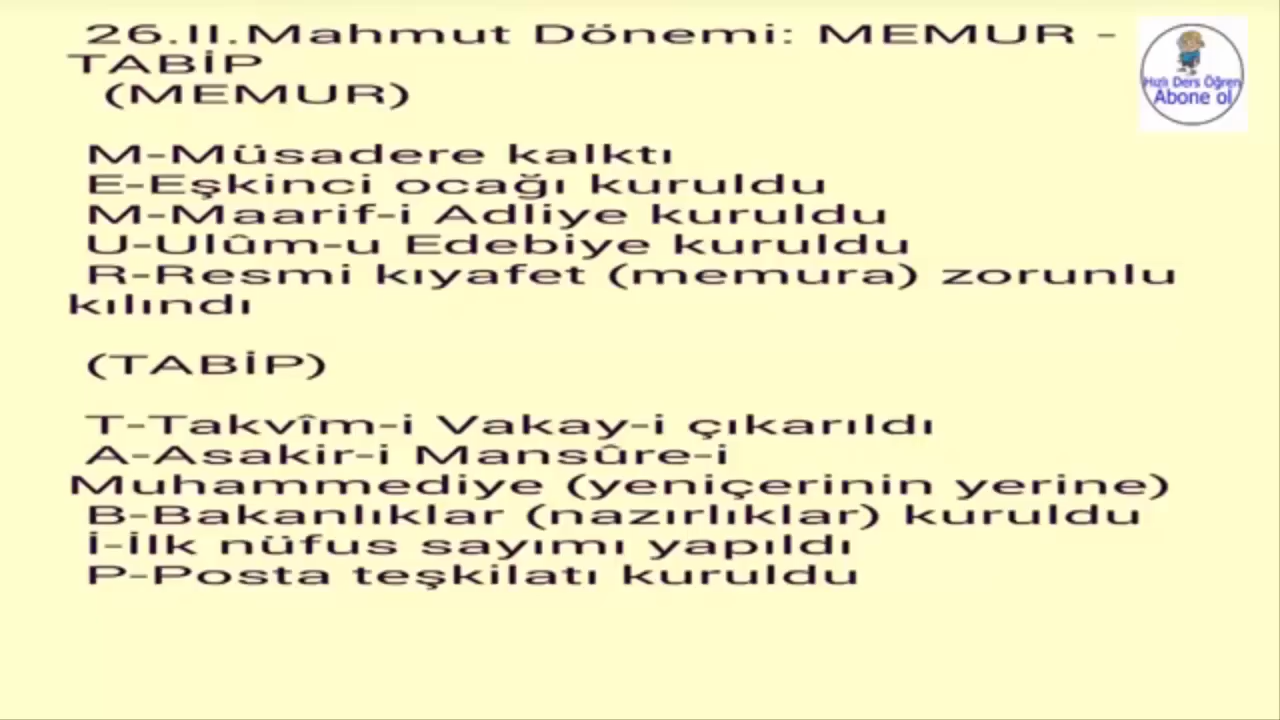 26.II.Mahmut Dönemi: MEMUR -
TABİP
(MEMUR)
M-Müsadere kalktı
E-Eşkinci ocağı kuruldu
M-Maarif-i Adliye kuruldu
U-Ulûm-u Edebiye kuruldu
R-Resmi kıyafet (memura) zorunlu
kılındı
(TABİP)
T-Takvîm-i Vakay-i çıkarıldı
A-Asakir-i Mansûre-i
Muhammediye (yeniçerinin yerine)
B-Bakanlıklar (nazırlıklar) kuruldu
İ-İlk nüfus sayımı yapıldı
P-Posta teşkilatı kuruldu
Hızlı Ders Öğren
Abone ol